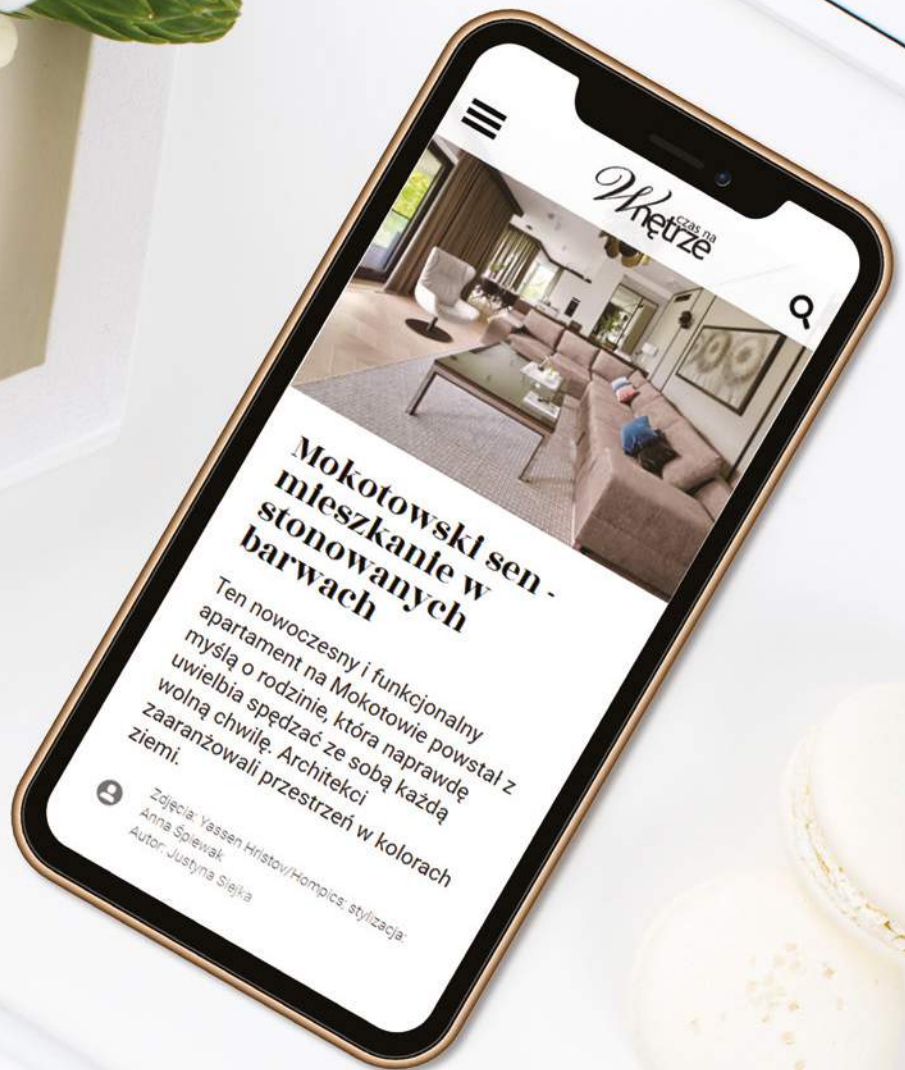 czas na
Wnętrze
Mokotowski sen -
mieszkanie w
stonowanych
barwach
Ten nowoczesny i funkcjonalny
apartament na Mokotowie powstał z
myślą o rodzinie, która naprawdę
uwielbia spędzać ze sobą każdą
wolną chwilę. Architekci
zaaranżowali przestrzeń w kolorach
ziemi.
Zdjęcia: Yassen Hristov/Hompics; stylizacja:
Anna Śpiewak
Autor: Justyna Siejka